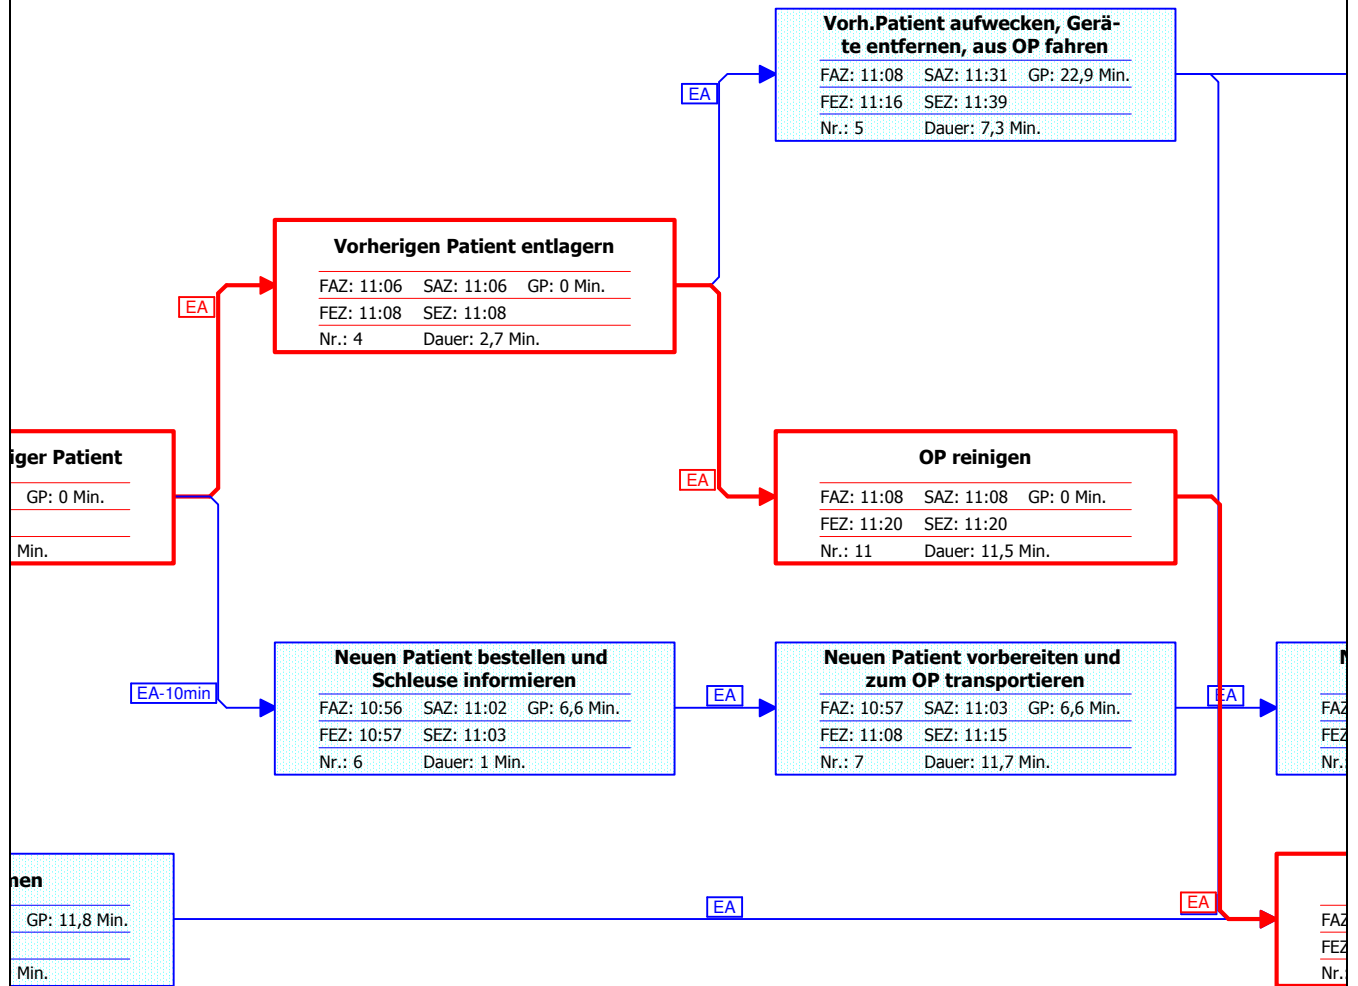 Vorh.Patient aufwecken, Gerä-
te entfernen, aus OP fahren
FAZ: 11:08 SAZ: 11:31 GP: 22,9 Min.
FEZ: 11:16 SEZ: 11:39
Nr.: 5 Dauer: 7,3 Min.
EA
Vorherigen Patient entlagern
FAZ: 11:06 SAZ: 11:06 GP: 0 Min.
FEZ: 11:08 SEZ: 11:08
Nr.: 4 Dauer: 2,7 Min.
EA
iger Patient
GP: 0 Min.
Min.
EA
OP reinigen
FAZ: 11:08 SAZ: 11:08 GP: 0 Min.
FEZ: 11:20 SEZ: 11:20
Nr.: 11 Dauer: 11,5 Min.
EA-10min
Neuen Patient bestellen und
Schleuse informieren
FAZ: 10:56 SAZ: 11:02 GP: 6,6 Min.
FEZ: 10:57 SEZ: 11:03
Nr.: 6 Dauer: 1 Min.
EA
Neuen Patient vorbereiten und
zum OP transportieren
FAZ: 10:57 SAZ: 11:03 GP: 6,6 Min.
FEZ: 11:08 SEZ: 11:15
Nr.: 7 Dauer: 11,7 Min.
EA
FAZ
FEZ
Nr.:
nen
GP: 11,8 Min.
Min.
EA
EA
FAZ
FEZ
Nr.: